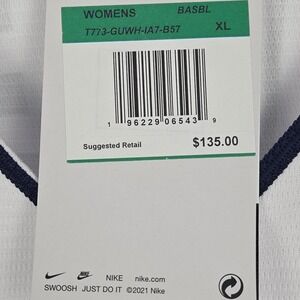 WOMENS BASBL
T773-GUWH-IA7-B57 XL
1 96229 06543 9
Suggested Retail $135.00
NIKE nike.com
SWOOSH JUST DO IT ©2021 Nike